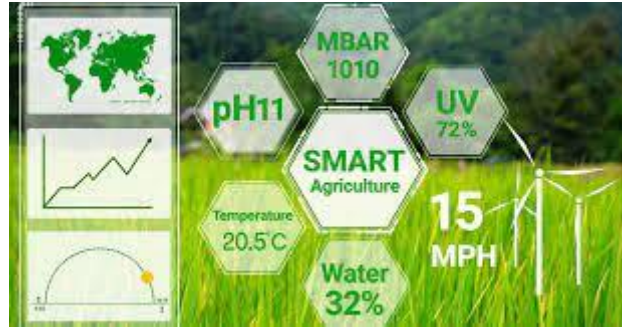 MBAR
1010
pH11
UV
72%
SMART
Agriculture
Temperature
20.5°C
15
MPH
Water
32%